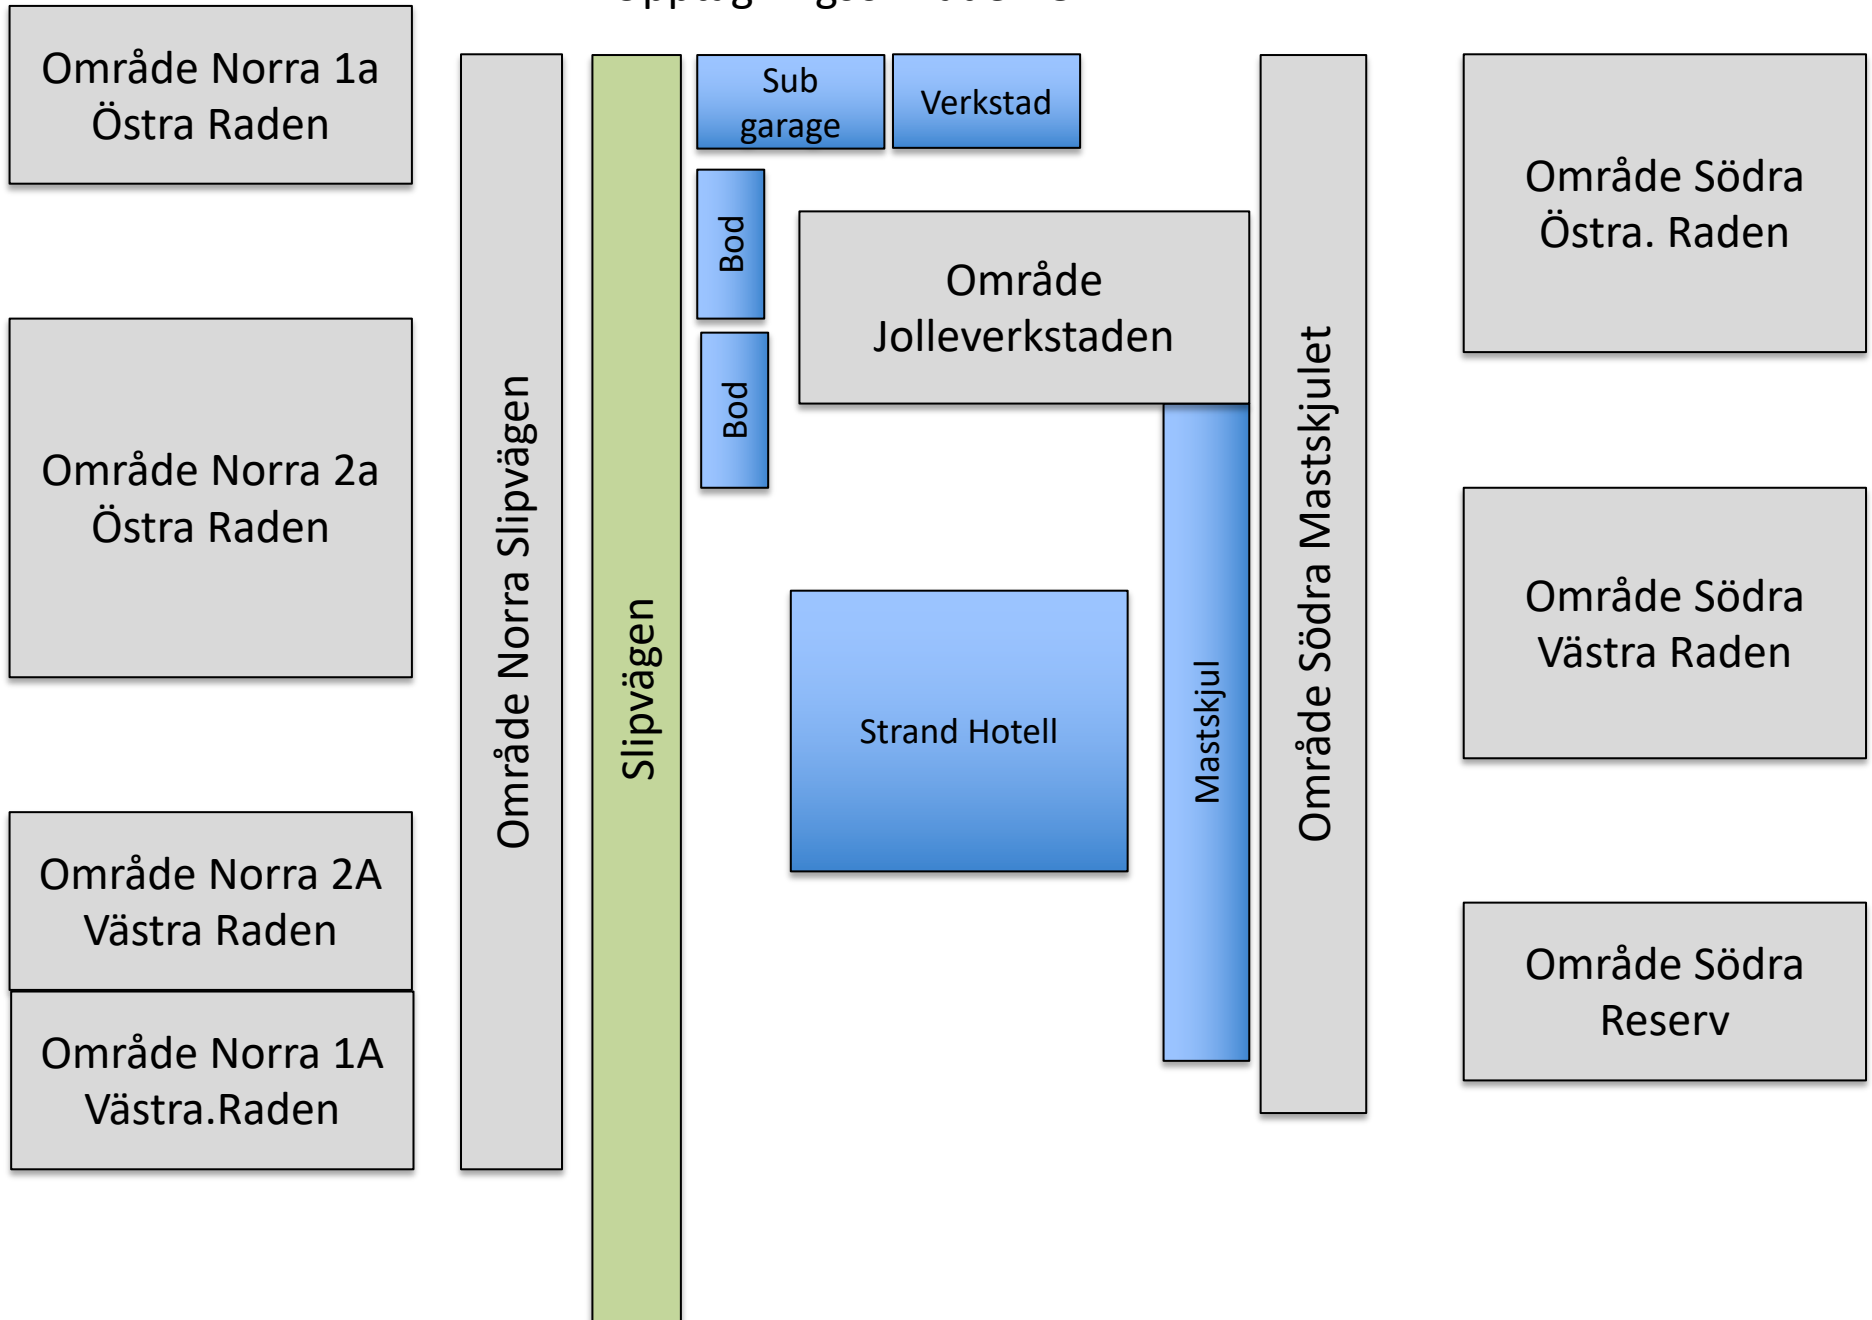 Område Norra 1a
Östra Raden
Område Norra 2a
Östra Raden
Område Norra 2A
Västra Raden
Område Norra 1A
Västra.Raden
Område Norra Slipvägen
Slipvägen
Sub
garage
Verkstad
Bod
Bod
Område
Jolleverkstaden
Strand Hotell
Mastskjul
Område Södra Mastskjulet
Område Södra
Östra. Raden
Område Södra
Västra Raden
Område Södra
Reserv